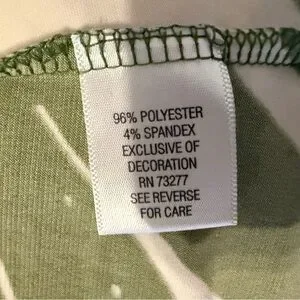 96% POLYESTER
4% SPANDEX
EXCLUSIVE OF
DECORATION
RN 73277
SEE REVERSE
FOR CARE